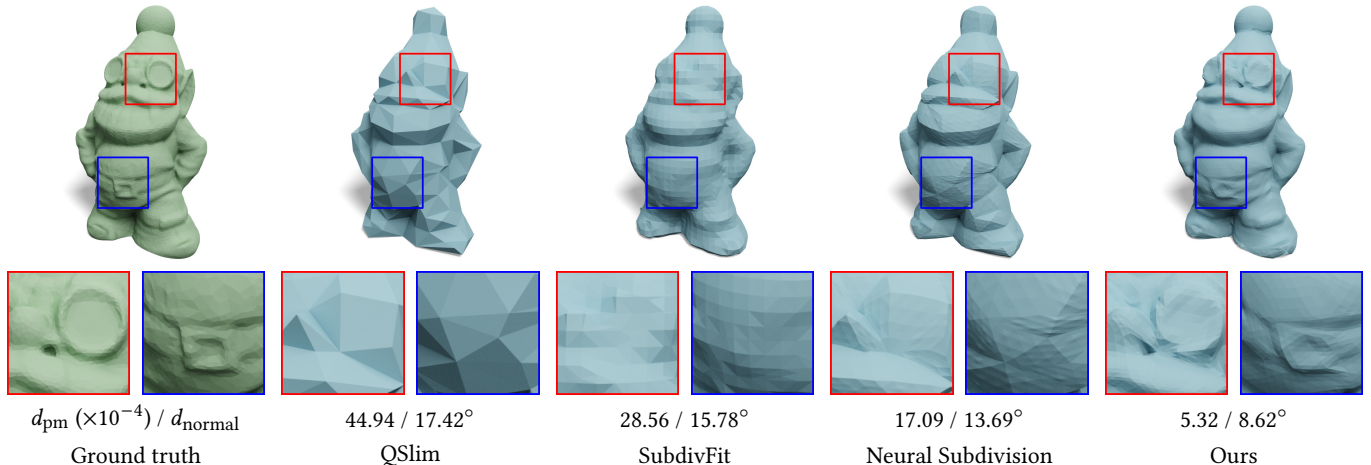 d_pm (×10⁻⁴) / d_normal 44.94 / 17.42° 28.56 / 15.78° 17.09 / 13.69° 5.32 / 8.62°
Ground truth QSlim SubdivFit Neural Subdivision Ours